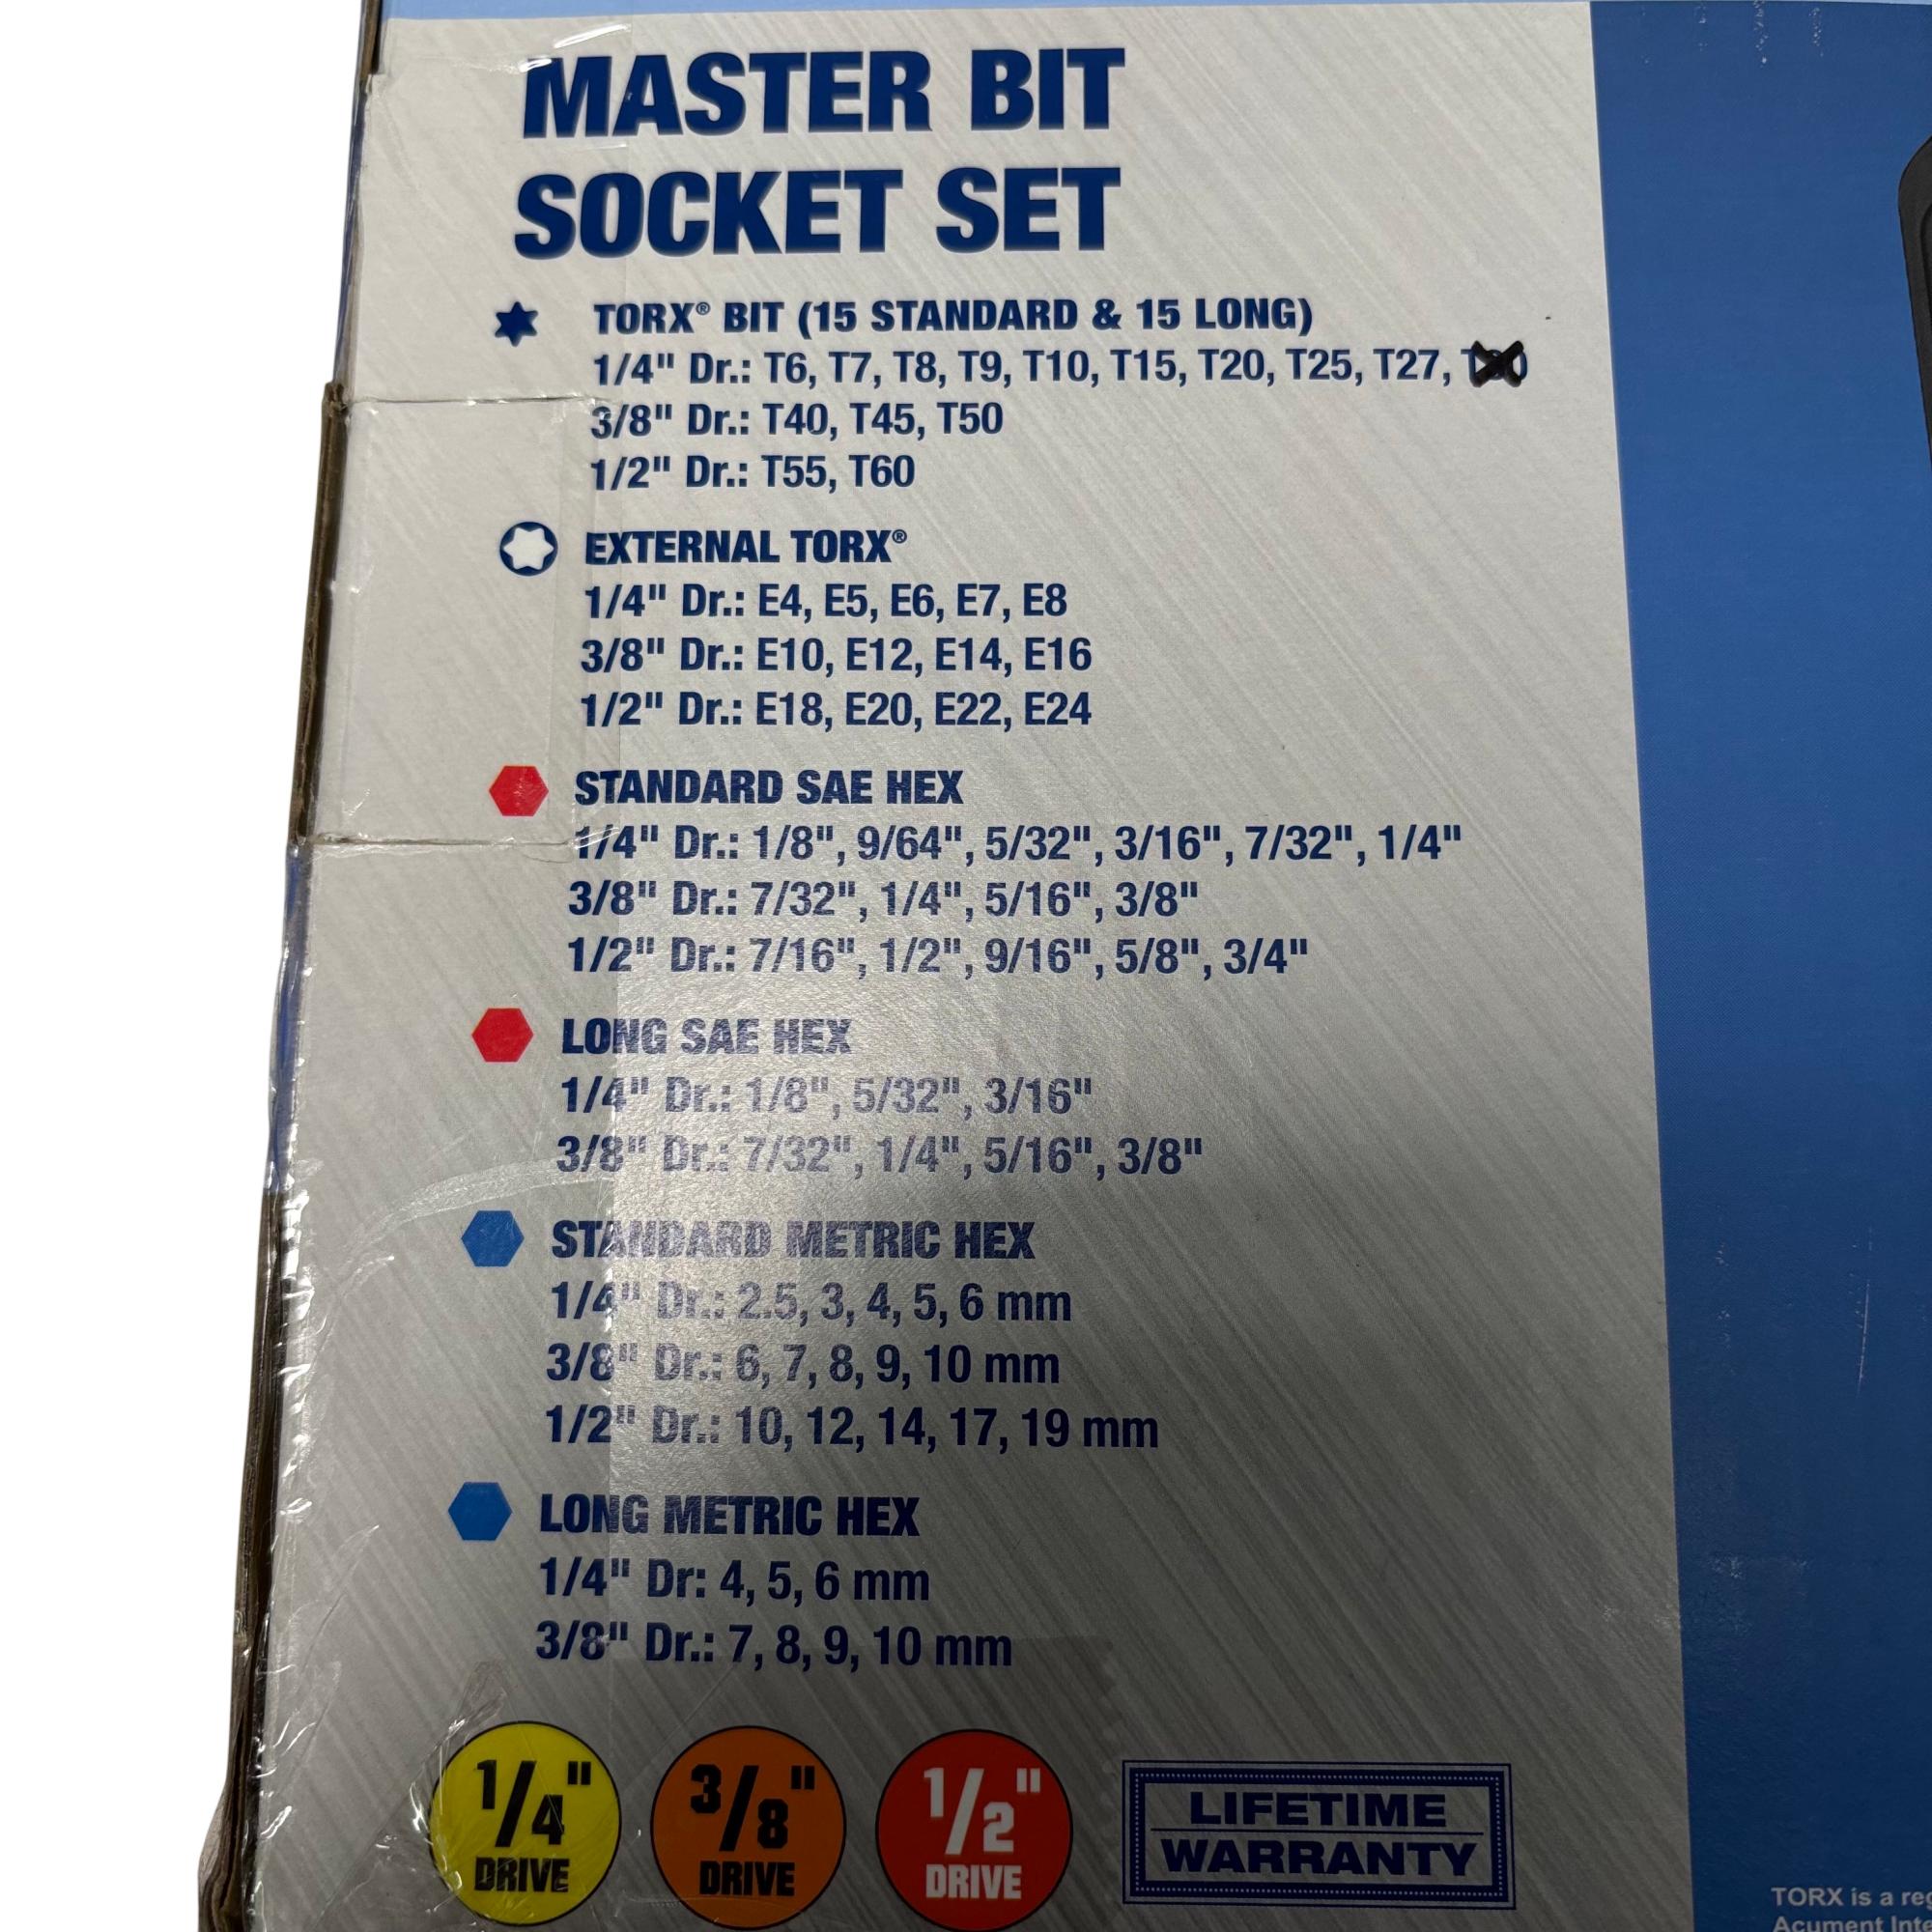 MASTER BIT
SOCKET SET
TORX® BIT (15 STANDARD & 15 LONG)
1/4" Dr.: T6, T7, T8, T9, T10, T15, T20, T25, T27,
3/8" Dr.: T40, T45, T50
1/2" Dr.: T55, T60
EXTERNAL TORX®
1/4" Dr.: E4, E5, E6, E7, E8
3/8" Dr.: E10, E12, E14, E16
1/2" Dr.: E18, E20, E22, E24
STANDARD SAE HEX
1/4" Dr.: 1/8", 9/64", 5/32", 3/16", 7/32", 1/4"
3/8" Dr.: 7/32", 1/4", 5/16", 3/8"
1/2" Dr.: 7/16", 1/2", 9/16", 5/8", 3/4"
LONG SAE HEX
1/4" Dr.: 1/8", 5/32", 3/16"
3/8" Dr.: 7/32", 1/4", 5/16", 3/8"
STANDARD METRIC HEX
1/4" Dr.: 2.5, 3, 4, 5, 6 mm
3/8" Dr.: 6, 7, 8, 9, 10 mm
1/2" Dr.: 10, 12, 14, 17, 19 mm
LONG METRIC HEX
1/4" Dr: 4, 5, 6 mm
3/8" Dr.: 7, 8, 9, 10 mm
1/4" DRIVE
3/8" DRIVE
1/2" DRIVE
LIFETIME
WARRANTY
TORX is a
Acument